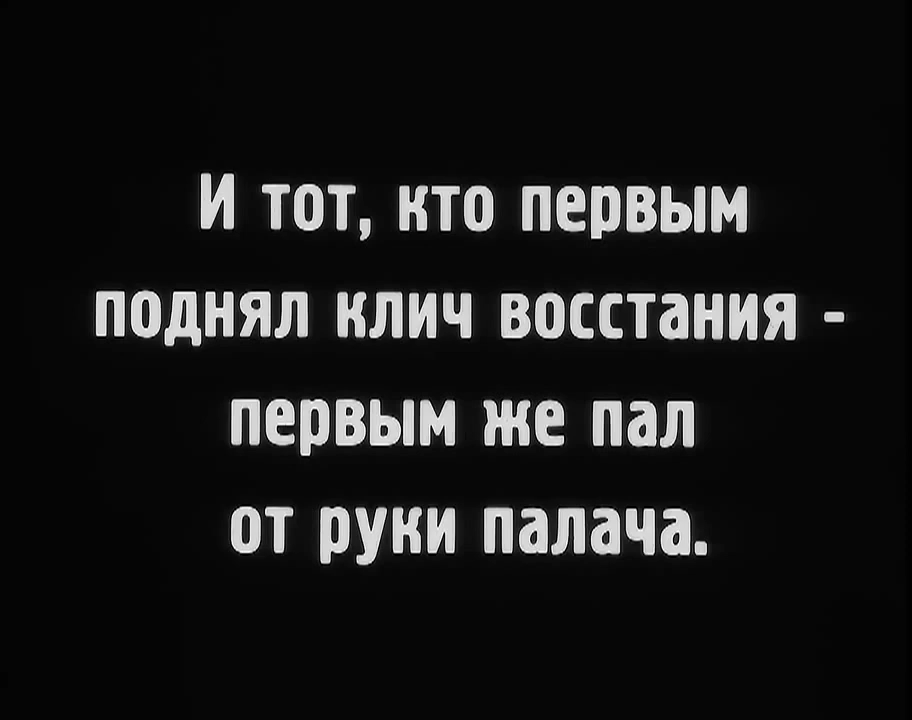 И тот, кто первым
поднял клич восстания -
первым же пал
от руки палача.